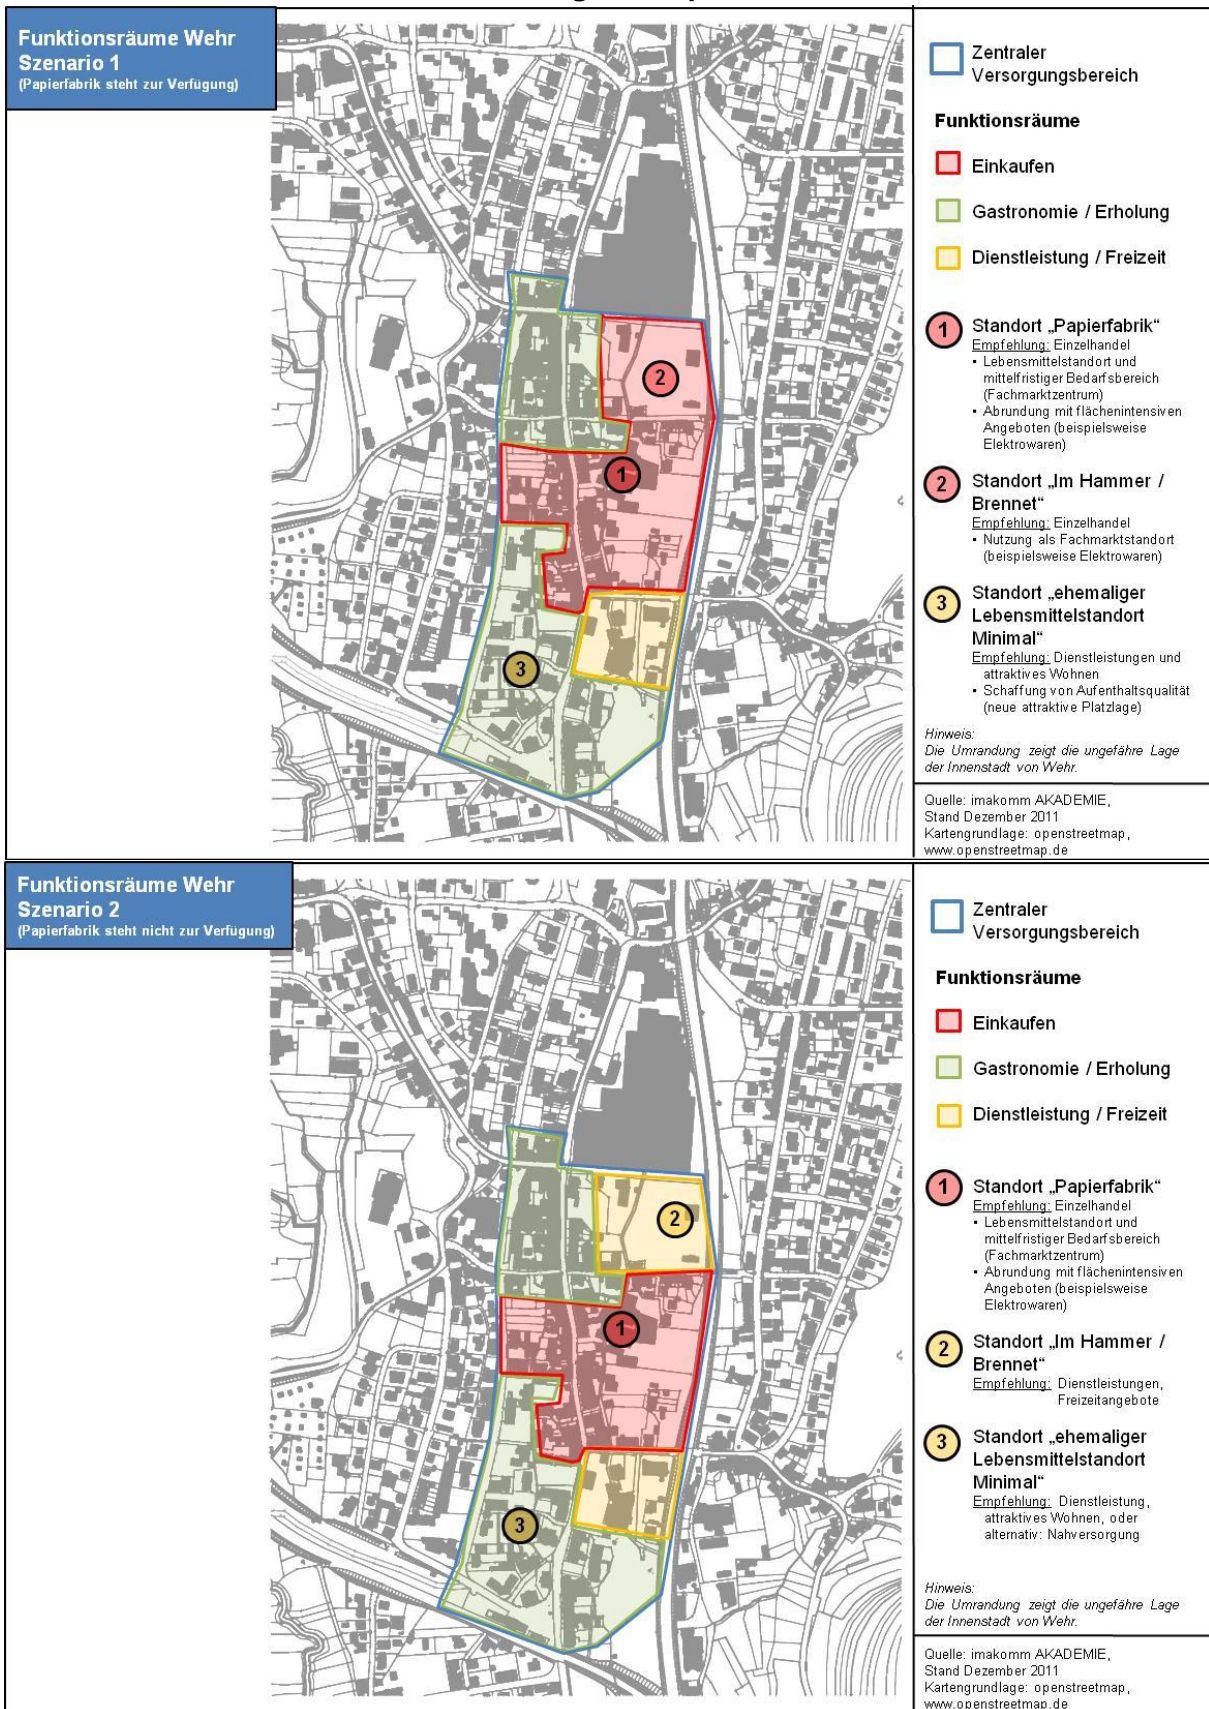 Funktionsräume Wehr
Szenario 1
(Papierfabrik steht zur Verfügung)
2
1
3
Zentraler
Versorgungsbereich
Funktionsräume
Einkaufen
Gastronomie / Erholung
Dienstleistung / Freizeit
1 Standort „Papierfabrik“
Empfehlung: Einzelhandel
▪ Lebensmittelstandort und
mittelfristiger Bedarfsbereich
(Fachmarktzentrum)
▪ Abrundung mit flächenintensiven
Angeboten (beispielsweise
Elektrowaren)
2 Standort „Im Hammer /
Brennet“
Empfehlung: Einzelhandel
▪ Nutzung als Fachmarktstandort
(beispielsweise Elektrowaren)
3 Standort „ehemaliger
Lebensmittelstandort
Minimal“
Empfehlung: Dienstleistungen und
attraktives Wohnen
▪ Schaffung von Aufenthaltsqualität
(neue attraktive Platzlage)
Hinweis:
Die Umrandung zeigt die ungefähre Lage
der Innenstadt von Wehr.
Quelle: imakomm AKADEMIE,
Stand Dezember 2011
Kartengrundlage: openstreetmap,
www.openstreetmap.de
Funktionsräume Wehr
Szenario 2
(Papierfabrik steht nicht zur Verfügung)
2
1
3
Zentraler
Versorgungsbereich
Funktionsräume
Einkaufen
Gastronomie / Erholung
Dienstleistung / Freizeit
1 Standort „Papierfabrik“
Empfehlung: Einzelhandel
▪ Lebensmittelstandort und
mittelfristiger Bedarfsbereich
(Fachmarktzentrum)
▪ Abrundung mit flächenintensiven
Angeboten (beispielsweise
Elektrowaren)
2 Standort „Im Hammer /
Brennet“
Empfehlung: Dienstleistungen,
Freizeitangebote
3 Standort „ehemaliger
Lebensmittelstandort
Minimal“
Empfehlung: Dienstleistung,
attraktives Wohnen, oder
alternativ: Nahversorgung
Hinweis:
Die Umrandung zeigt die ungefähre Lage
der Innenstadt von Wehr.
Quelle: imakomm AKADEMIE,
Stand Dezember 2011
Kartengrundlage: openstreetmap,
www.openstreetmap.de